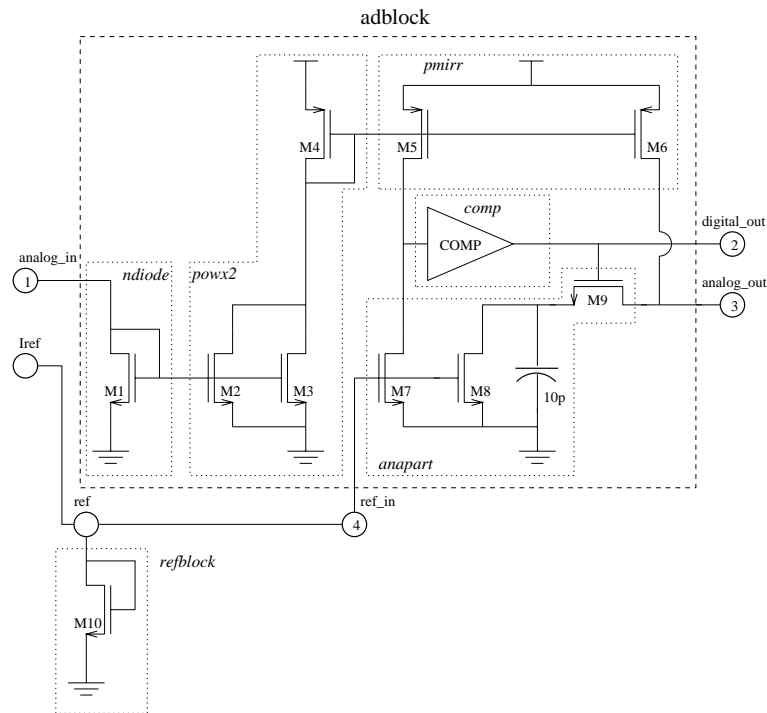 adblock
pmirr
M4
M5
M6
comp
COMP
digital_out
2
analog_in
1
ndiode
powx2
analog_out
3
M9
Iref
M1
M2
M3
M7
M8
10p
anapart
ref
ref_in
4
refblock
M10